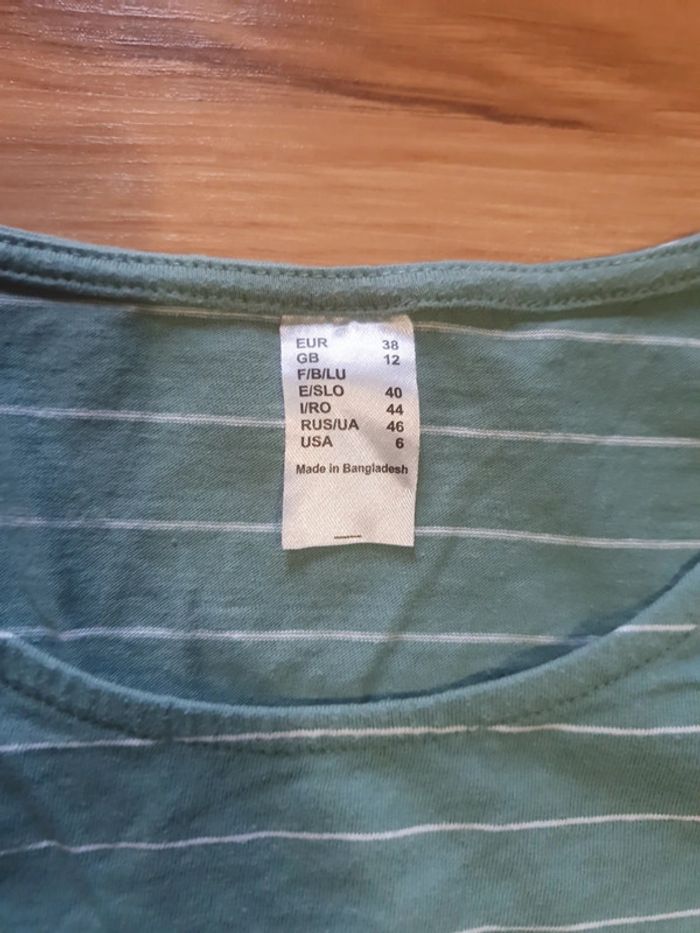 EUR 38
GB 12
F/B/LU
E/SLO 40
I/RO 44
RUS/UA 46
USA 6
Made in Bangladesh